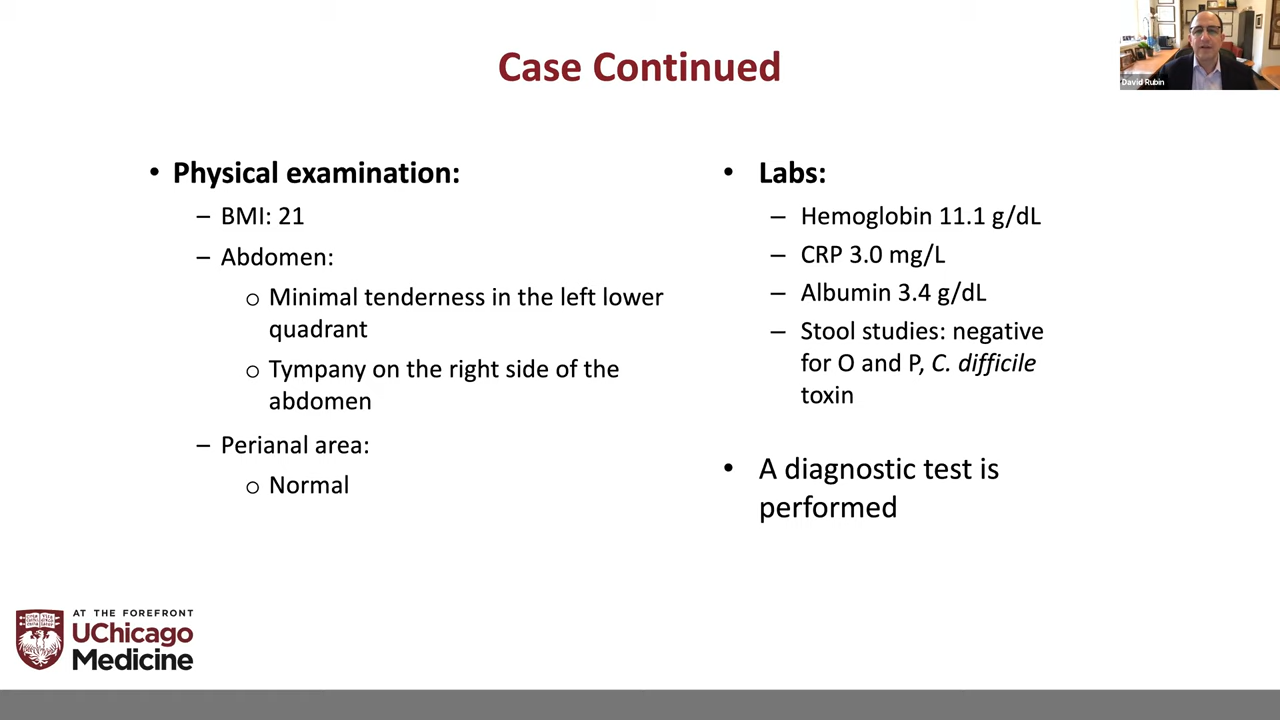 Case Continued
David Rubin
• Physical examination:
– BMI: 21
– Abdomen:
o Minimal tenderness in the left lower
quadrant
o Tympany on the right side of the
abdomen
– Perianal area:
o Normal
• Labs:
– Hemoglobin 11.1 g/dL
– CRP 3.0 mg/L
– Albumin 3.4 g/dL
– Stool studies: negative
for O and P, C. difficile
toxin
• A diagnostic test is
performed
AT THE FOREFRONT
UChicago
Medicine